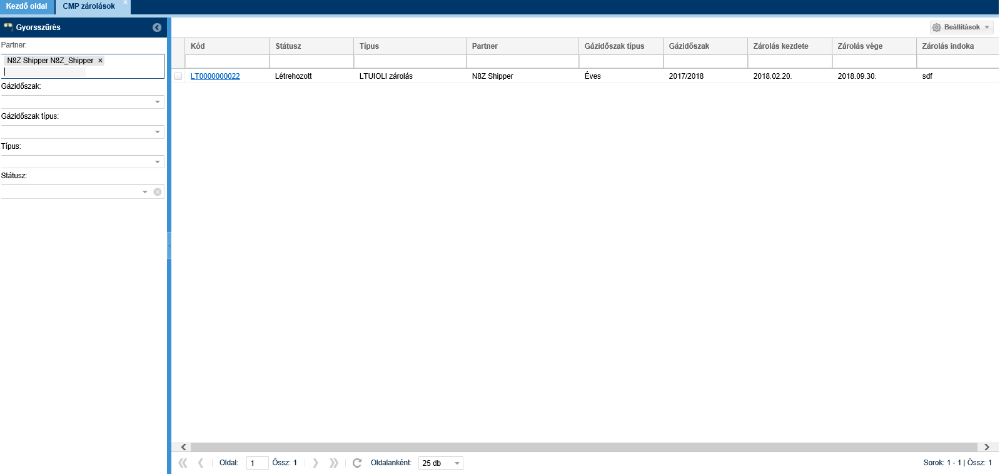 Kezdő oldal
CMP zárolások
Gyorsszűrés
Beállítások
Partner:
N8Z Shipper N8Z_Shipper ×
Gázidőszak:
Gázidőszak típus:
Típus:
Státusz:
Kód Státusz Típus Partner Gázidőszak típus Gázidőszak Zárolás kezdete Zárolás vége Zárolás indoka
LT0000000022 Létrehozott LTUIOLI zárolás N8Z Shipper Éves 2017/2018 2018.02.20. 2018.09.30. sdf
Oldal: 1 Össz: 1 Oldalanként: 25 db Sorok: 1 - 1 | Össz: 1